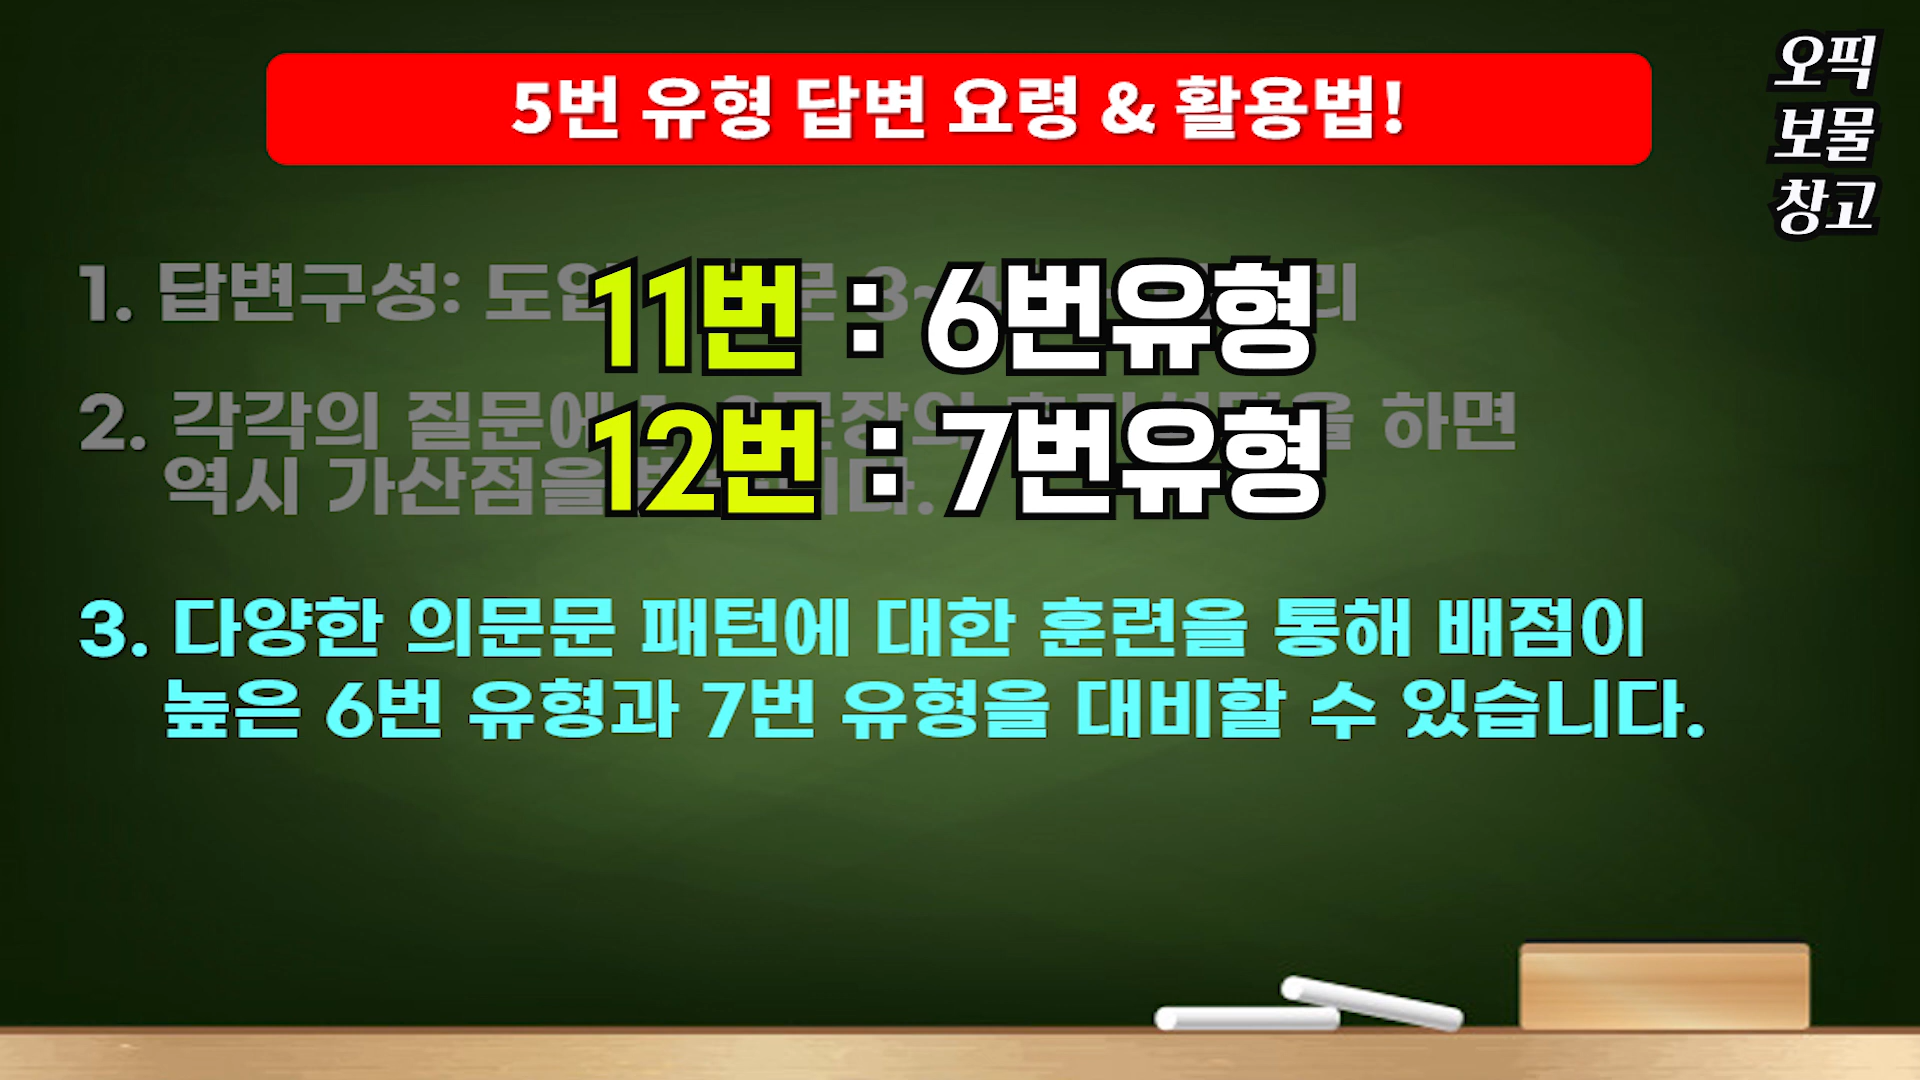 5번 유형 답변 요령 & 활용법!
오픽
보물
창고
1. 답변구성: 도입
11번 : 6번유형
2. 각각의 질문에 하면
역시 가산점을
12번 : 7번유형
3. 다양한 의문문 패턴에 대한 훈련을 통해 배점이
높은 6번 유형과 7번 유형을 대비할 수 있습니다.